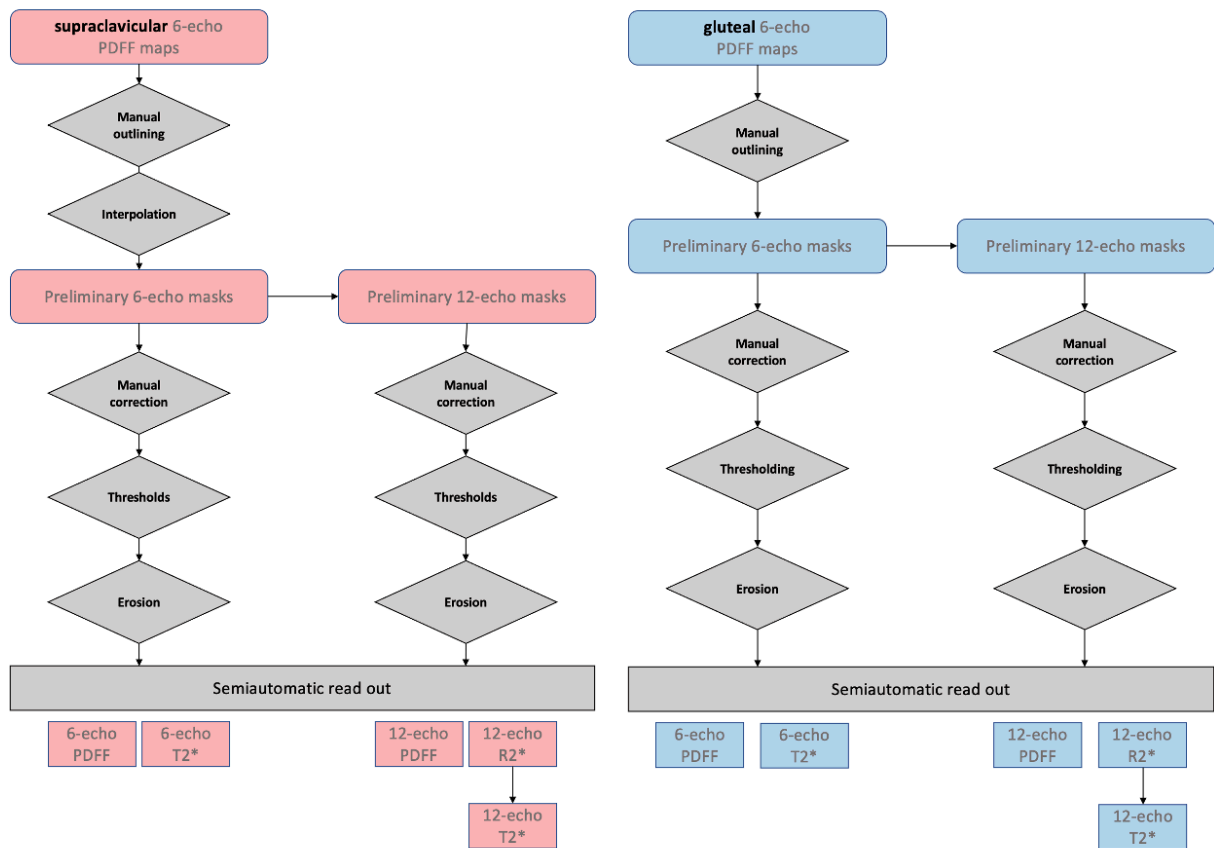 supraclavicular 6-echo
PDFF maps
Manual
outlining
Interpolation
Preliminary 6-echo masks
Preliminary 12-echo masks
Manual
correction
Manual
correction
Thresholds
Thresholds
Erosion
Erosion
Semiautomatic read out
6-echo
PDFF
6-echo
T2*
12-echo
PDFF
12-echo
R2*
12-echo
T2*
gluteal 6-echo
PDFF maps
Manual
outlining
Preliminary 6-echo masks
Preliminary 12-echo masks
Manual
correction
Manual
correction
Thresholding
Thresholding
Erosion
Erosion
Semiautomatic read out
6-echo
PDFF
6-echo
T2*
12-echo
PDFF
12-echo
R2*
12-echo
T2*